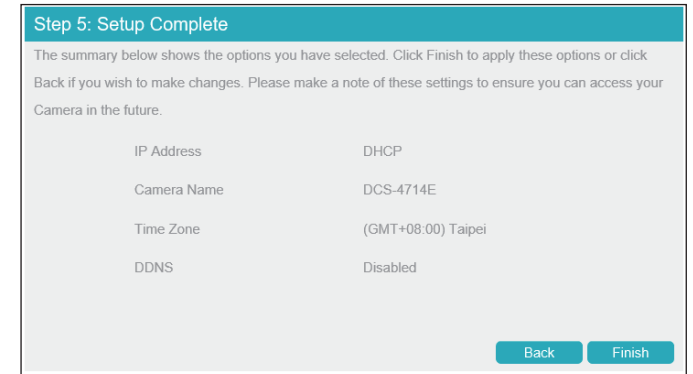 Step 5: Setup Complete
The summary below shows the options you have selected. Click Finish to apply these options or click
Back if you wish to make changes. Please make a note of these settings to ensure you can access your
Camera in the future.
IP Address DHCP
Camera Name DCS-4714E
Time Zone (GMT+08:00) Taipei
DDNS Disabled
Back Finish